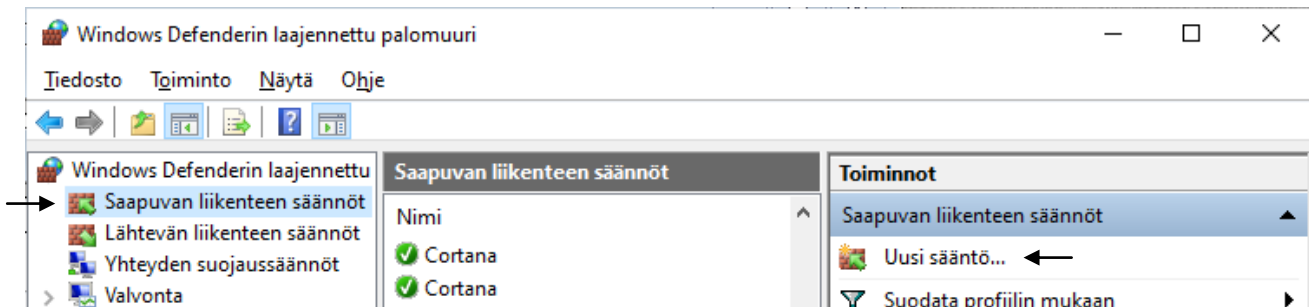 Windows Defenderin laajennettu palomuuri
Tiedosto Toiminto Näytä Ohje
Windows Defenderin laajennettu
Saapuvan liikenteen säännöt
Lähtevän liikenteen säännöt
Yhteyden suojaussäännöt
Valvonta
Saapuvan liikenteen säännöt
Nimi
Cortana
Cortana
Toiminnot
Saapuvan liikenteen säännöt
Uusi sääntö...
Suodata profiilin mukaan